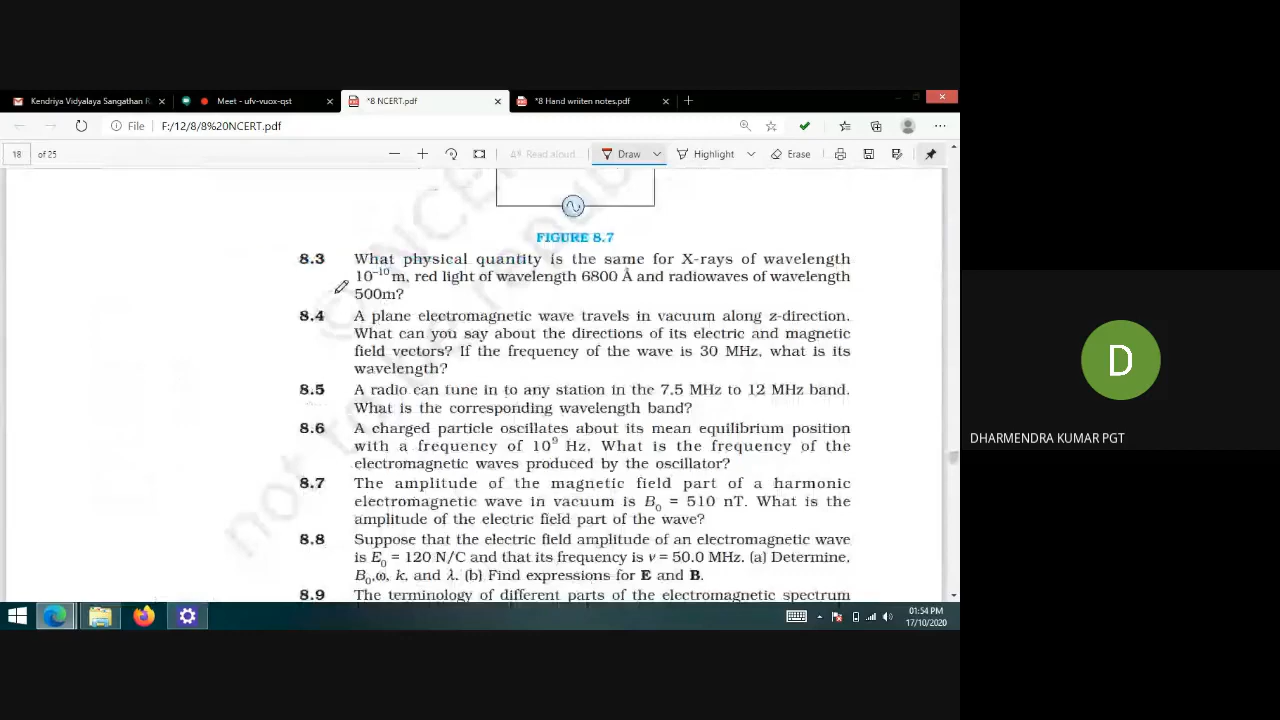 Kendriya Vidyalaya Sangathan R
Meet - ufv-vuox-qst
*8 NCERT.pdf
*8 Hand wriiten notes.pdf
File
F:/12/8/8%20NCERT.pdf
18 of 25
Read aloud
Draw
Highlight
Erase
FIGURE 8.7
8.3 What physical quantity is the same for X-rays of wavelength
10⁻¹⁰ m, red light of wavelength 6800 Å and radiowaves of wavelength
500m?
8.4 A plane electromagnetic wave travels in vacuum along z-direction.
What can you say about the directions of its electric and magnetic
field vectors? If the frequency of the wave is 30 MHz, what is its
wavelength?
8.5 A radio can tune in to any station in the 7.5 MHz to 12 MHz band.
What is the corresponding wavelength band?
8.6 A charged particle oscillates about its mean equilibrium position
with a frequency of 10⁹ Hz. What is the frequency of the
electromagnetic waves produced by the oscillator?
8.7 The amplitude of the magnetic field part of a harmonic
electromagnetic wave in vacuum is B₀ = 510 nT. What is the
amplitude of the electric field part of the wave?
8.8 Suppose that the electric field amplitude of an electromagnetic wave
is E₀ = 120 N/C and that its frequency is ν = 50.0 MHz. (a) Determine,
B₀,ω, k, and λ. (b) Find expressions for E and B.
8.9 The terminology of different parts of the electromagnetic spectrum
01:54 PM
17/10/2020
D
DHARMENDRA KUMAR PGT